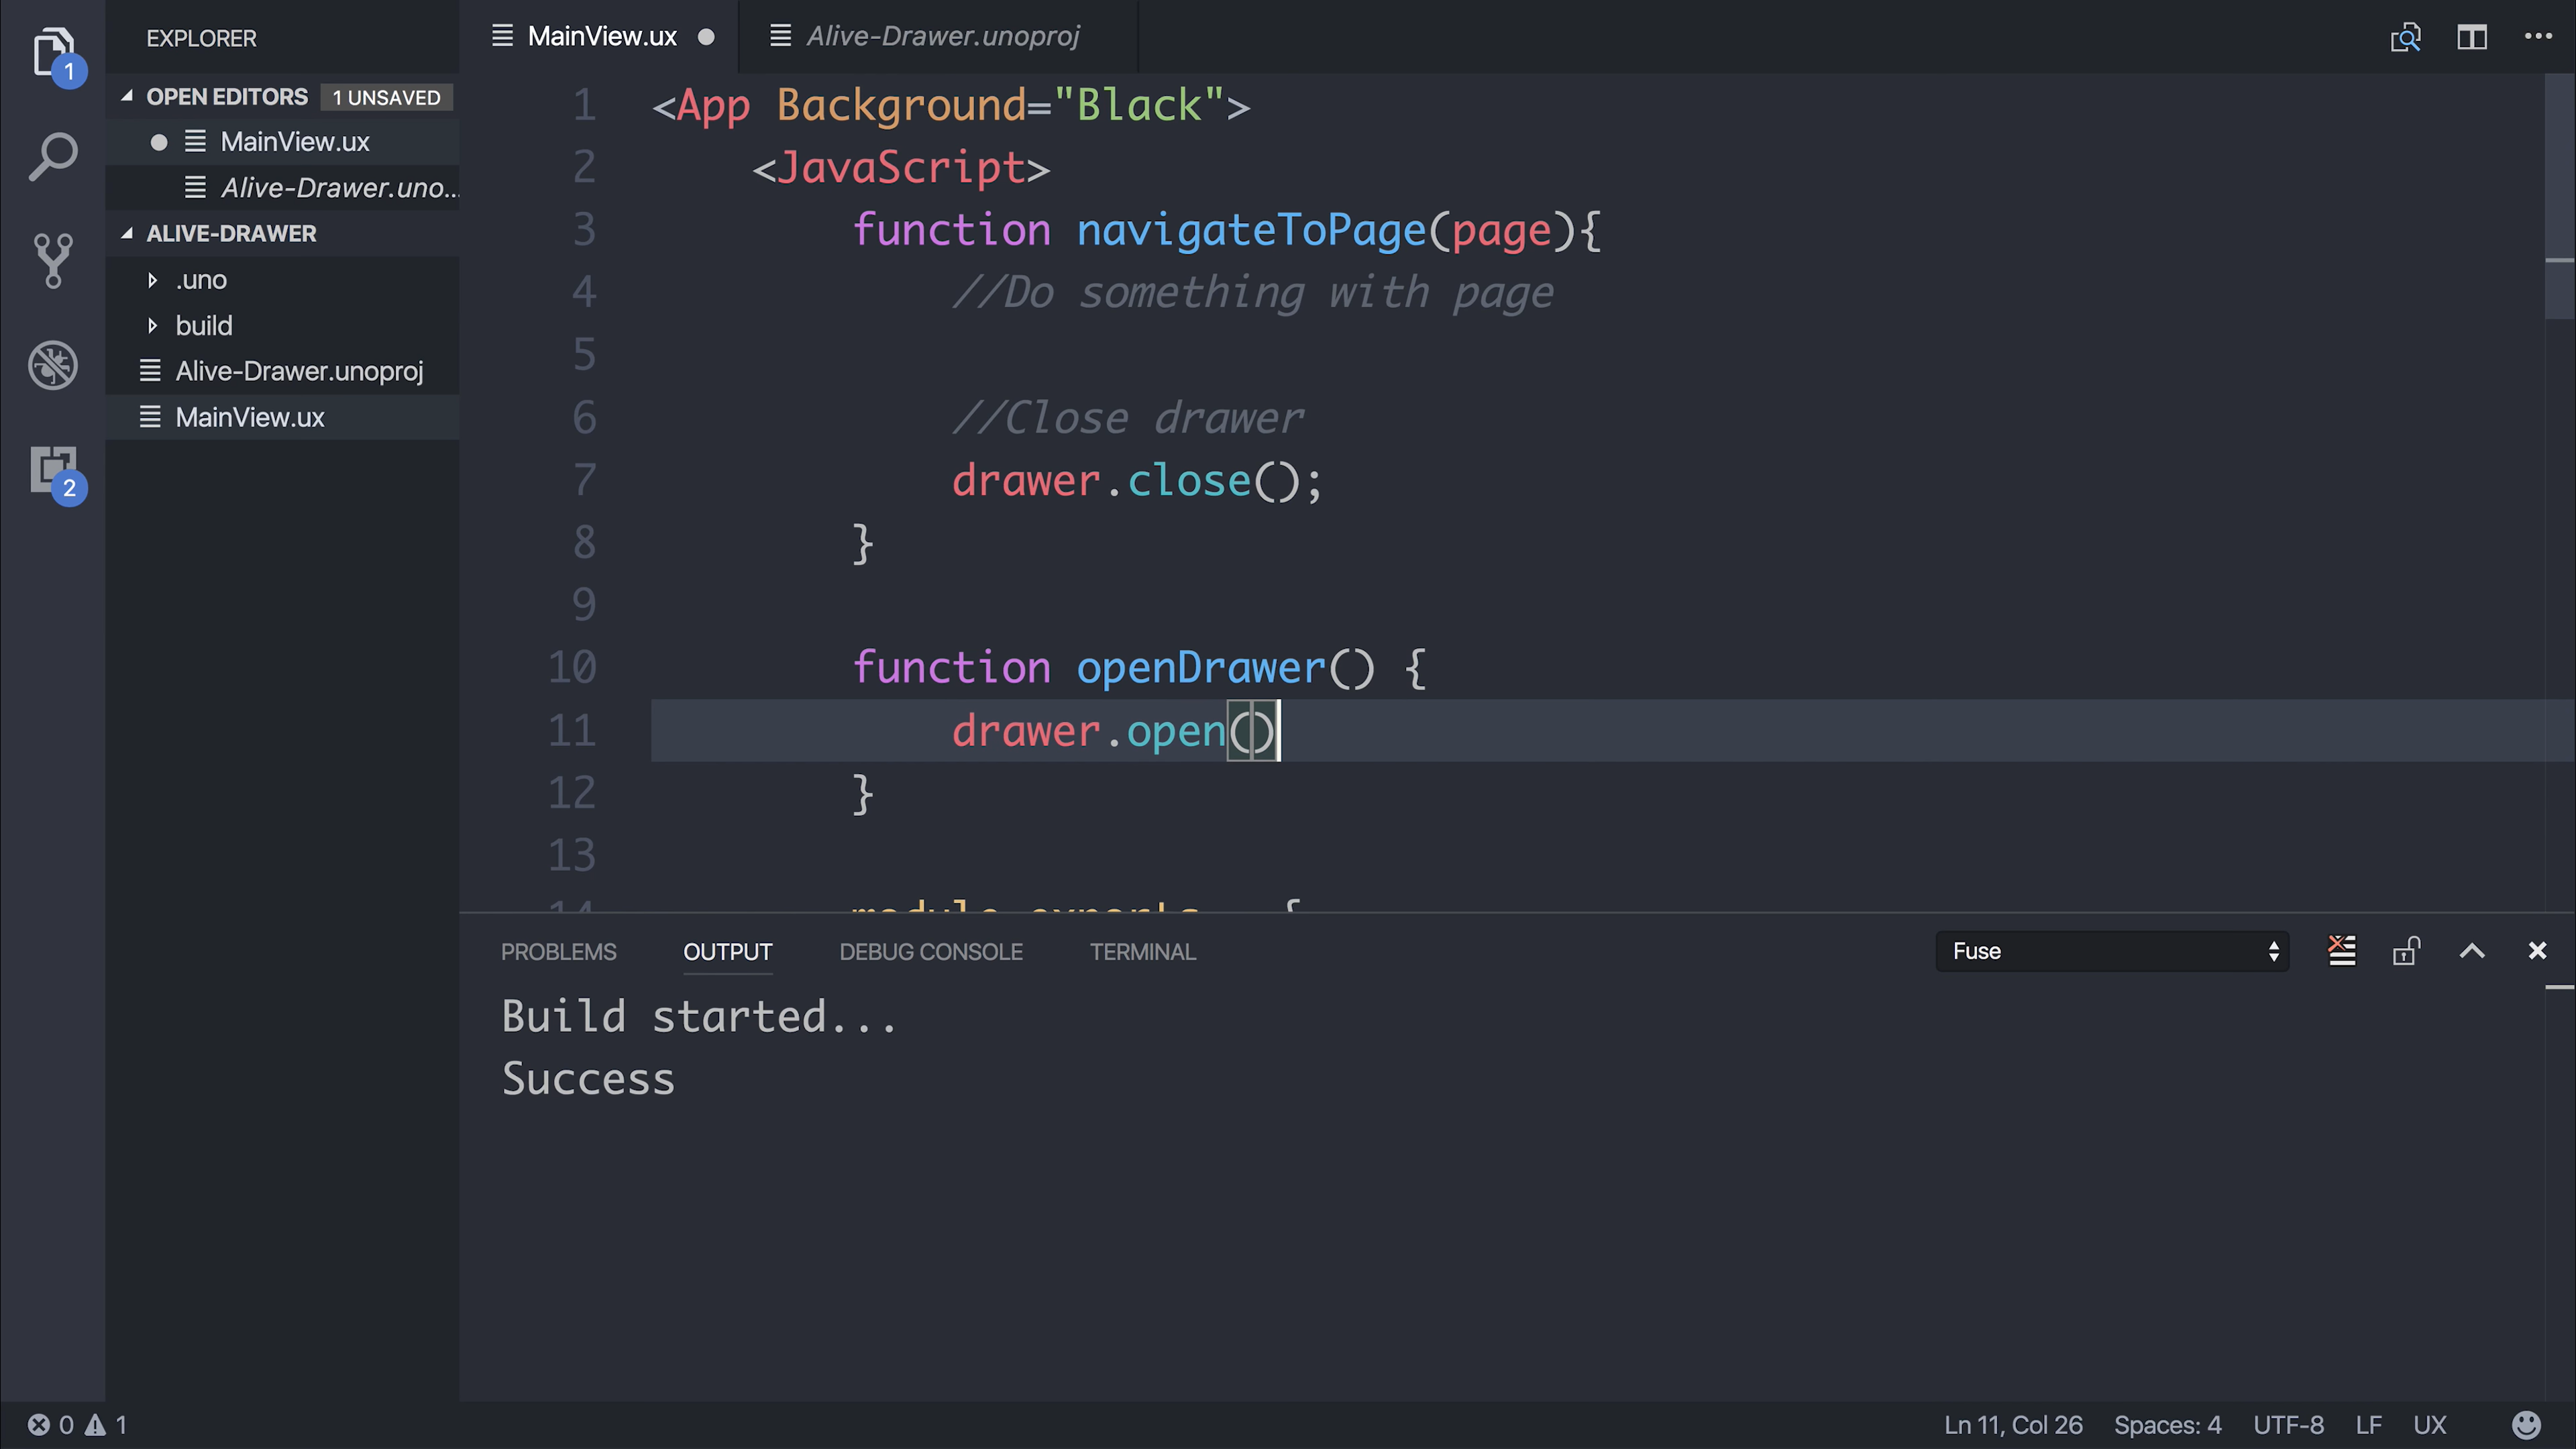 1
2
EXPLORER
OPEN EDITORS 1 UNSAVED
MainView.ux
Alive-Drawer.uno...
ALIVE-DRAWER
.uno
build
Alive-Drawer.unoproj
MainView.ux
MainView.ux
Alive-Drawer.unoproj
1 <App Background="Black">
2 <JavaScript>
3 function navigateToPage(page){
4 //Do something with page
5
6 //Close drawer
7 drawer.close();
8 }
9
10 function openDrawer() {
11 drawer.open()
12 }
13
14 module.exports = {
PROBLEMS OUTPUT DEBUG CONSOLE TERMINAL Fuse
Build started...
Success
0 1 Ln 11, Col 26 Spaces: 4 UTF-8 LF UX